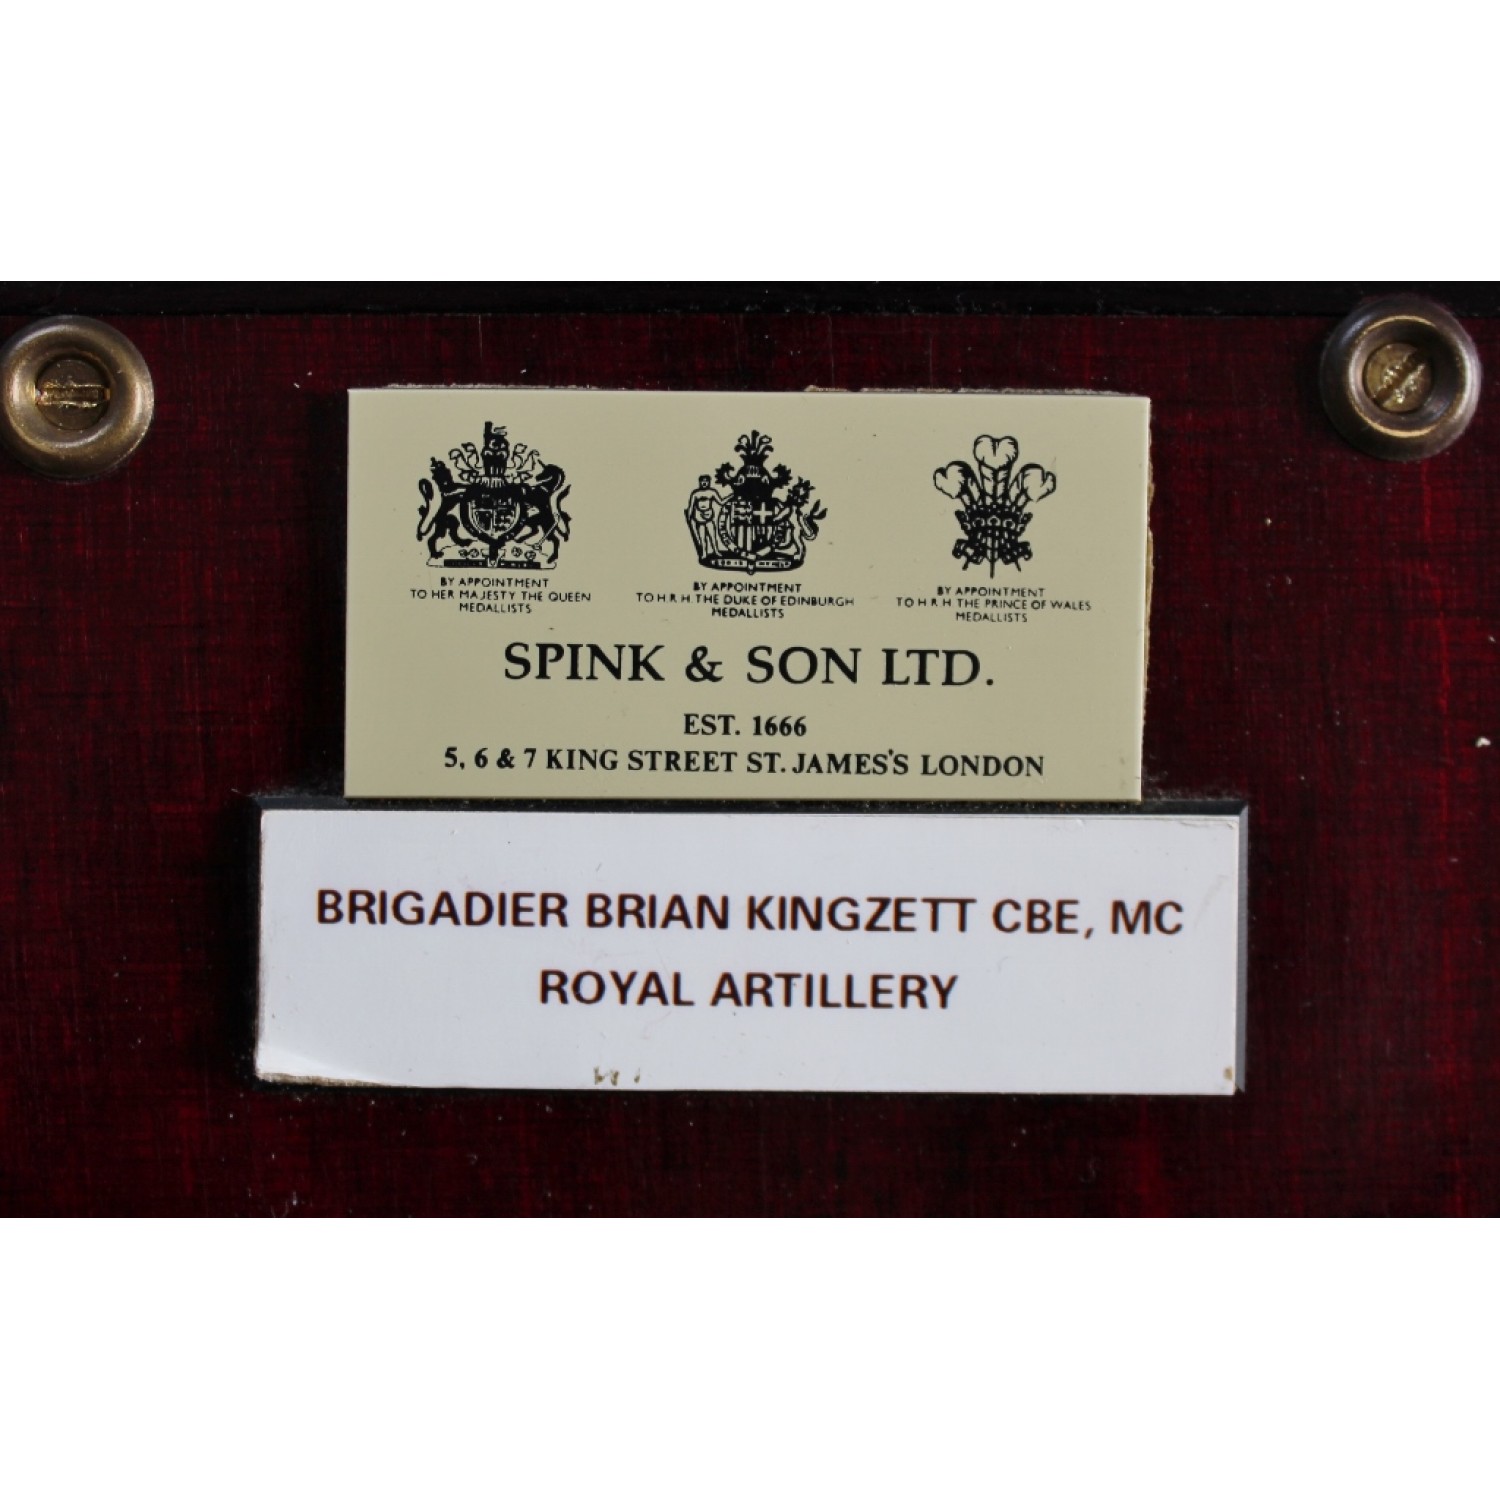 BY APPOINTMENT
TO HER MAJESTY THE QUEEN
MEDALLISTS
BY APPOINTMENT
TO H.R.H. THE DUKE OF EDINBURGH
MEDALLISTS
BY APPOINTMENT
TO H.R.H. THE PRINCE OF WALES
MEDALLISTS
SPINK & SON LTD.
EST. 1666
5, 6 & 7 KING STREET ST. JAMES'S LONDON
BRIGADIER BRIAN KINGZETT CBE, MC
ROYAL ARTILLERY